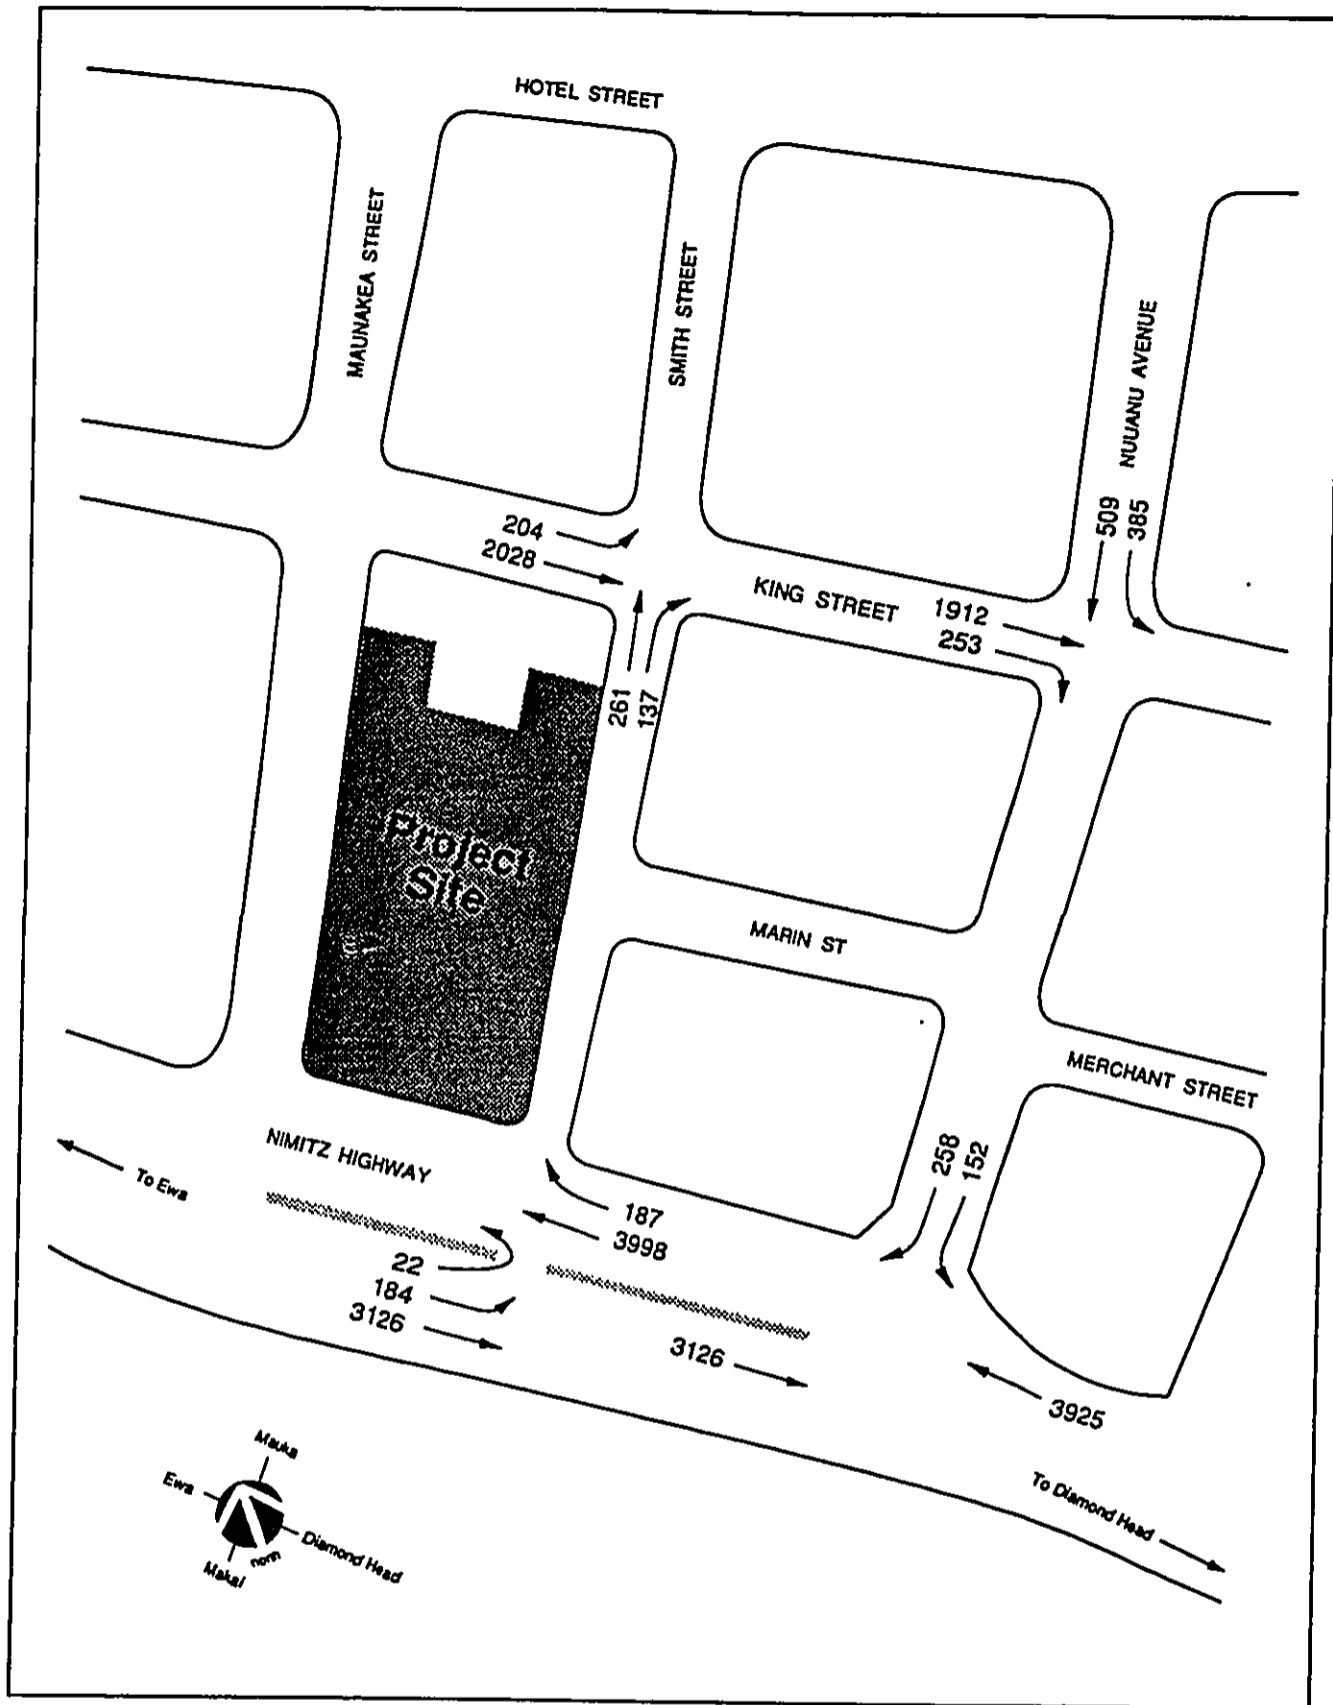 HOTEL STREET
MAUNAKEA STREET
SMITH STREET
NUUANU AVENUE
509
385
204
2028
KING STREET
1912
253
261
137
Project
Site
MARIN ST
MERCHANT STREET
258
152
NIMITZ HIGHWAY
To Ewa
187
3998
22
184
3126
3126
3925
To Diamond Head
Mauka
Ewa
Diamond Head
north
Makai